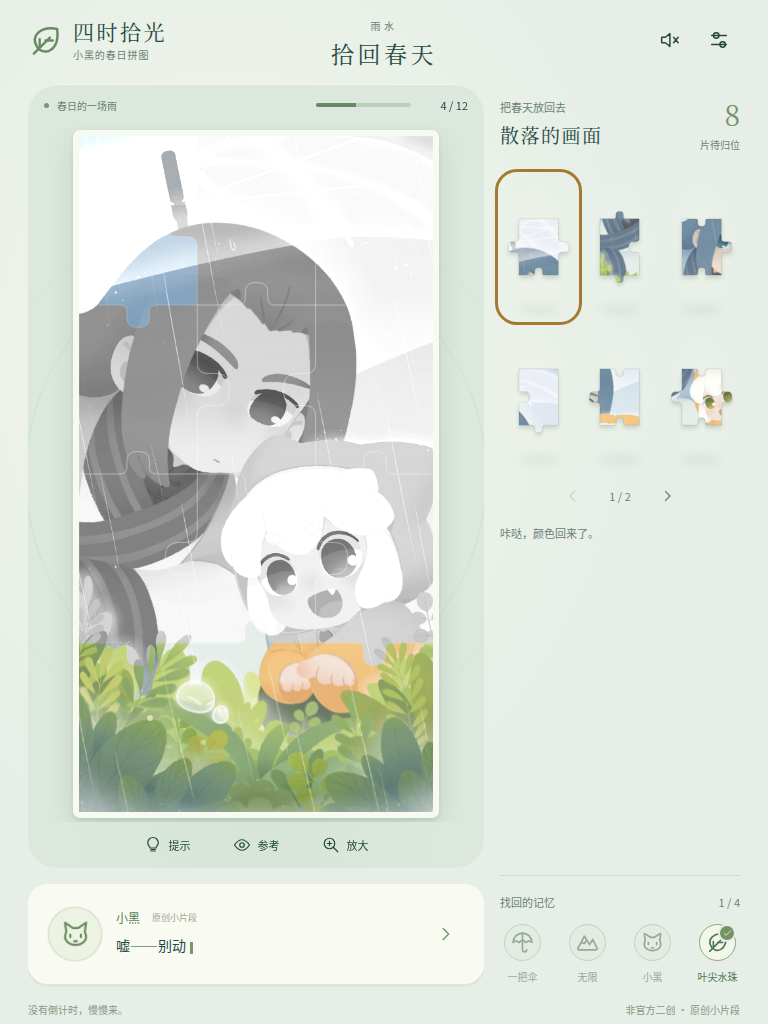 四时拾光
小黑的春日拼图
雨水
拾回春天
春日的一场雨
4 / 12
把春天放回去
散落的画面
8
片待归位
1 / 2
咔哒，颜色回来了。
提示
参考
放大
小黑 原创小片段
嘘——别动
找回的记忆
1 / 4
一把伞
无限
小黑
叶尖水珠
没有倒计时，慢慢来。
非官方二创 · 原创小片段